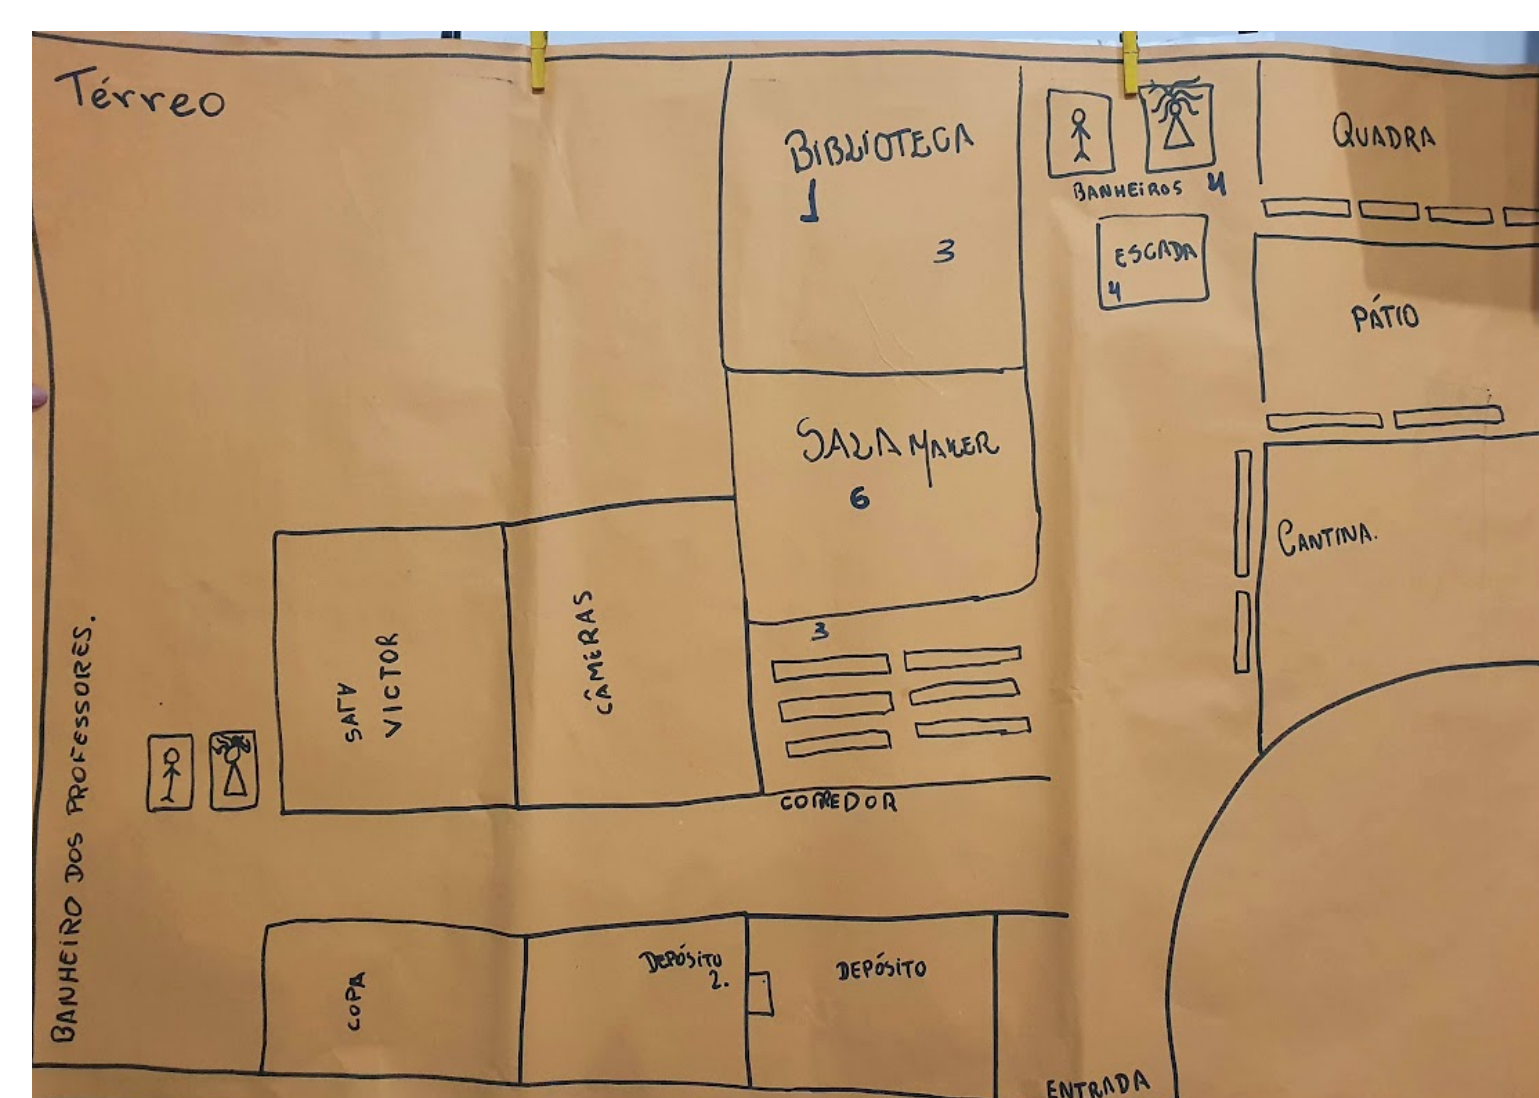 Térreo
BIBLIOTECA
1
3
BANHEIROS 4
ESCADA
4
QUADRA
PÁTIO
SALA MAKER
6
CANTINA.
3
SALA
VICTOR
CÂMERAS
CORREDOR
BANHEIRO DOS PROFESSORES.
COPA
DEPÓSITO
2.
DEPÓSITO
ENTRADA